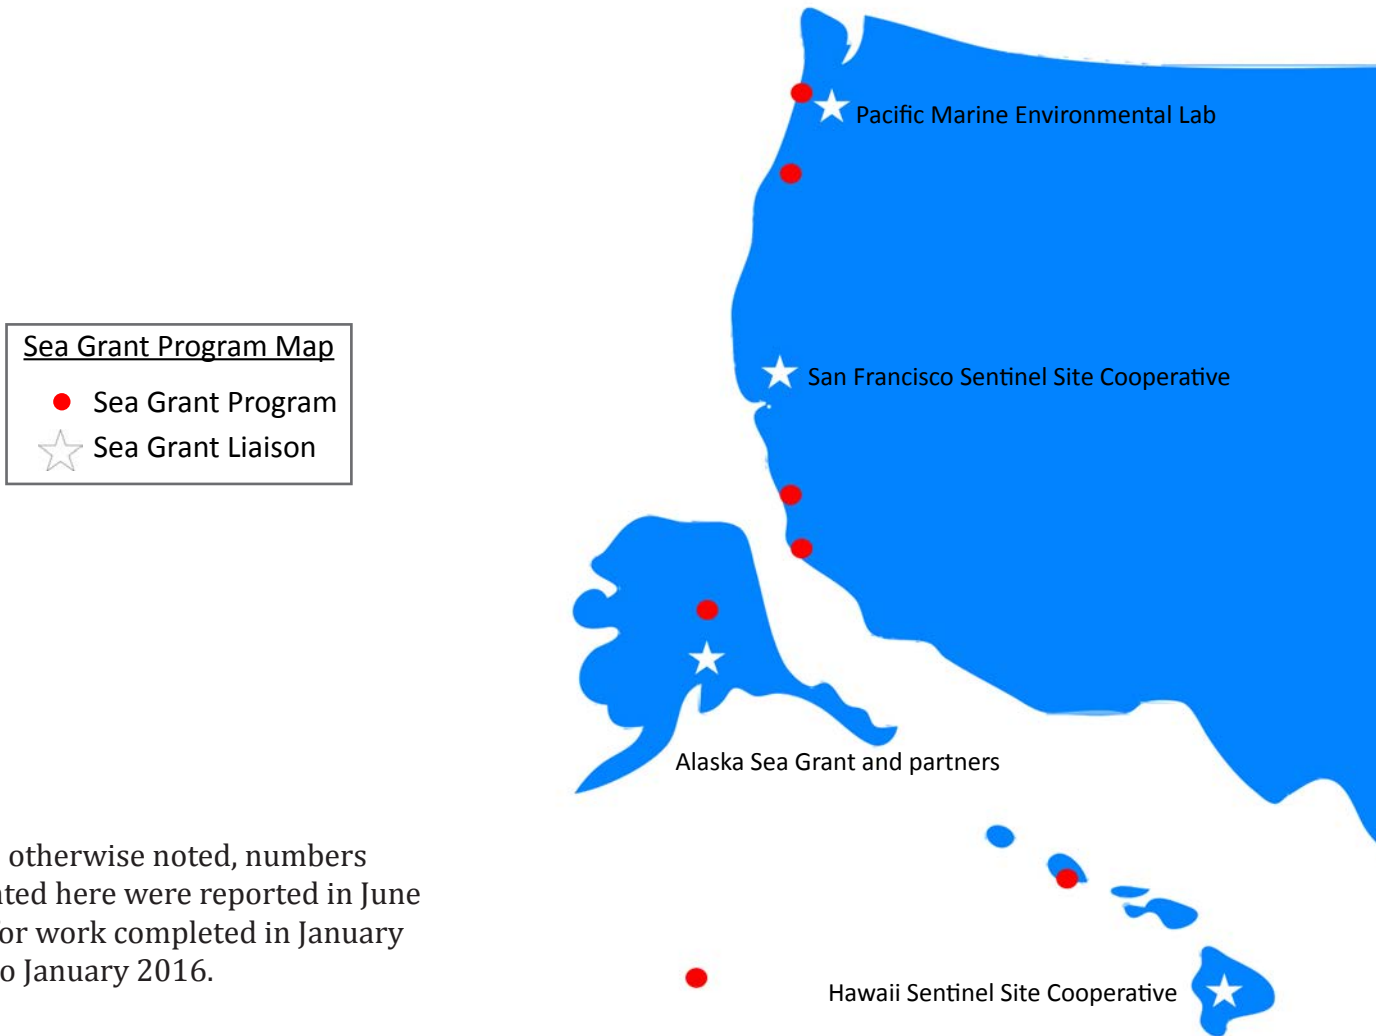 Pacific Marine Environmental Lab
Sea Grant Program Map
Sea Grant Program
Sea Grant Liaison
San Francisco Sentinel Site Cooperative
Alaska Sea Grant and partners
otherwise noted, numbers
here were reported in June
work completed in January
January 2016.
Hawaii Sentinel Site Cooperative